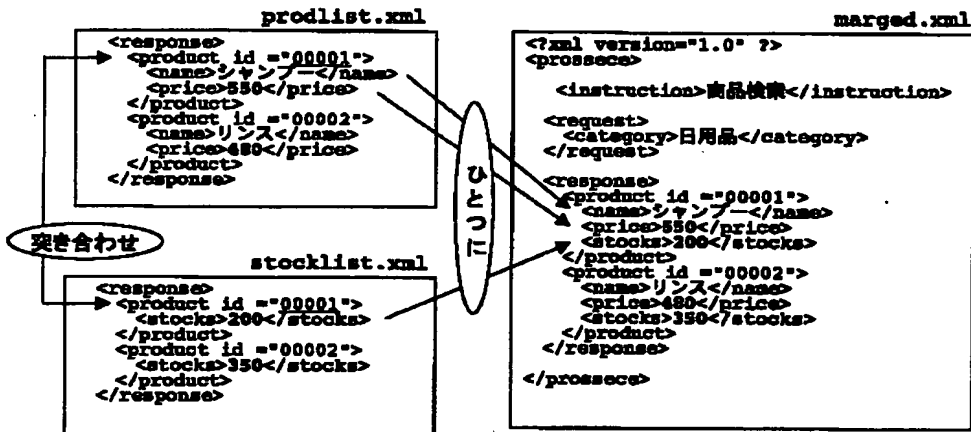 prodlist.xml
<response>
<product id ="00001">
<name>シャンプー</name>
<price>550</price>
</product>
<product id ="00002">
<name>リンス</name>
<price>480</price>
</product>
</response>
突き合わせ
stocklist.xml
<response>
<product id ="00001">
<stocks>200</stocks>
</product>
<product id ="00002">
<stocks>350</stocks>
</product>
</response>
ひとつに
marged.xml
<?xml version="1.0" ?>
<prossece>
<instruction>商品検索</instruction>
<request>
<category>日用品</category>
</request>
<response>
<product id ="00001">
<name>シャンプー</name>
<price>550</price>
<stocks>200</stocks>
</product>
<product id ="00002">
<name>リンス</name>
<price>480</price>
<stocks>350</stocks>
</product>
</response>
</prossece>